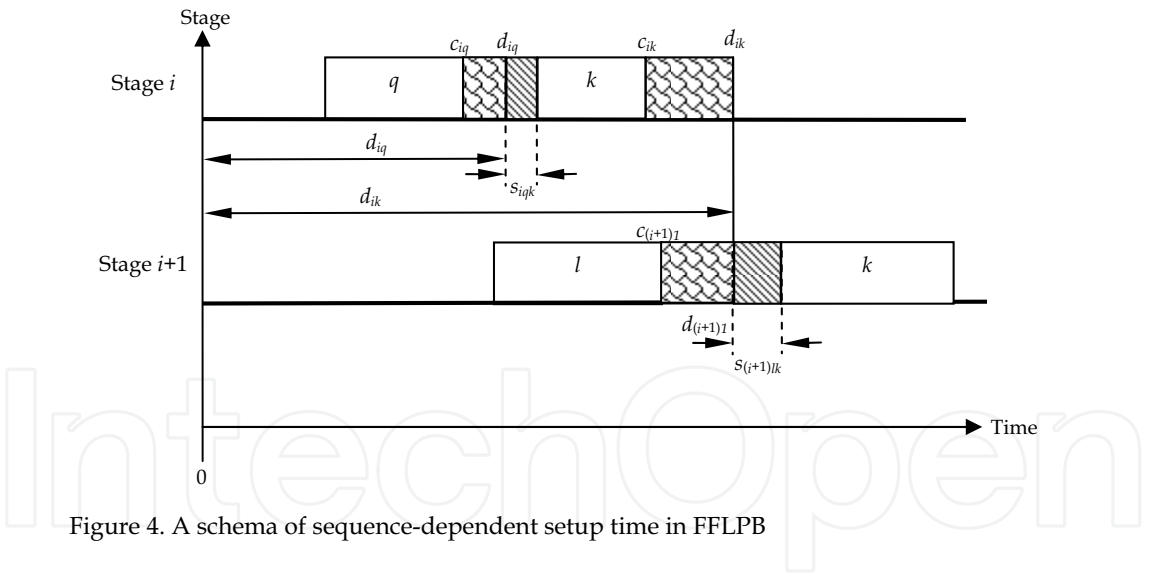 Stage
c_iq d_iq c_ik d_ik
Stage i q k
d_iq
s_iqk
d_ik
c_(i+1)1
Stage i+1 l k
d_(i+1)1
s_(i+1)lk
Time
0
IntechOpen
Figure 4. A schema of sequence-dependent setup time in FFLPB